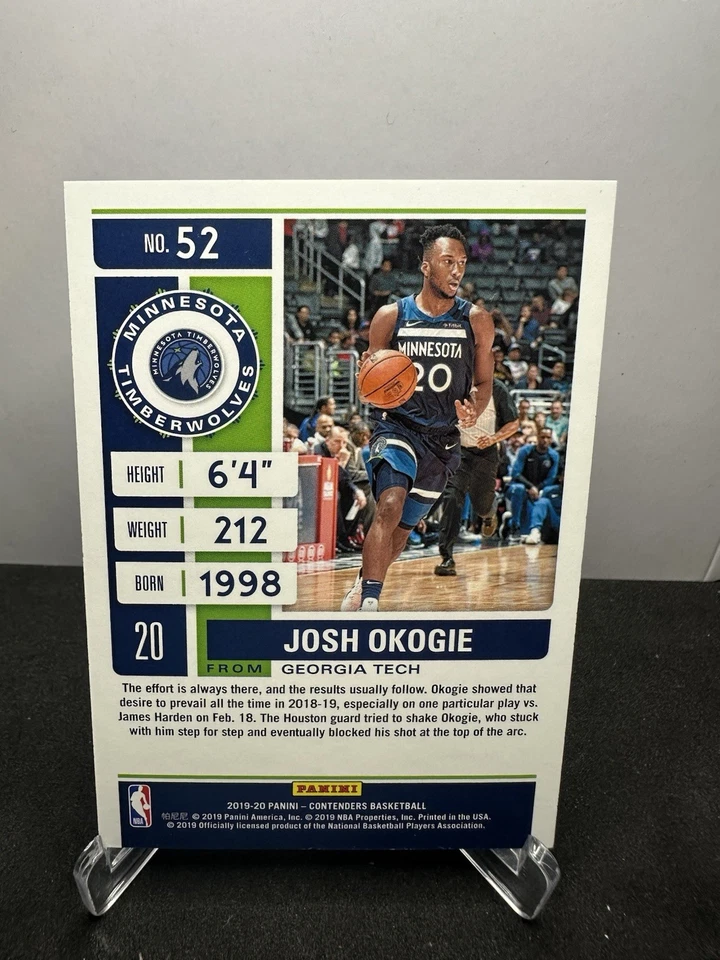 NO. 52
MINNESOTA TIMBERWOLVES
MINNESOTA TIMBERWOLVES
MINNESOTA
20
HEIGHT 6'4"
WEIGHT 212
BORN 1998
20
JOSH OKOGIE
FROM GEORGIA TECH
The effort is always there, and the results usually follow. Okogie showed that
desire to prevail all the time in 2018-19, especially on one particular play vs.
James Harden on Feb. 18. The Houston guard tried to shake Okogie, who stuck
with him step for step and eventually blocked his shot at the top of the arc.
PANINI
NBA
2019-20 PANINI – CONTENDERS BASKETBALL
帕尼尼 © 2019 Panini America, Inc. © 2019 NBA Properties, Inc. Printed in the USA.
© 2019 Officially licensed product of the National Basketball Players Association.